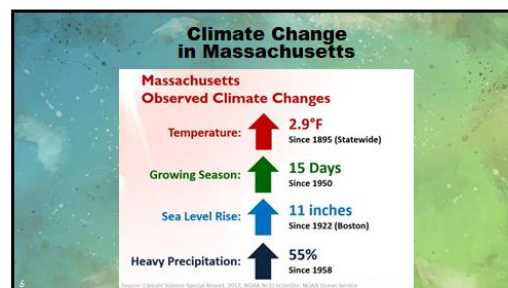 Climate Change
in Massachusetts
Massachusetts
Observed Climate Changes
Temperature: 2.9°F
Since 1895 (Statewide)
Growing Season: 15 Days
Since 1950
Sea Level Rise: 11 inches
Since 1922 (Boston)
Heavy Precipitation: 55%
Since 1958
Source: Climate Science Special Report, 2017; NOAA NCEI nClimDiv; NOAA Ocean Service
6